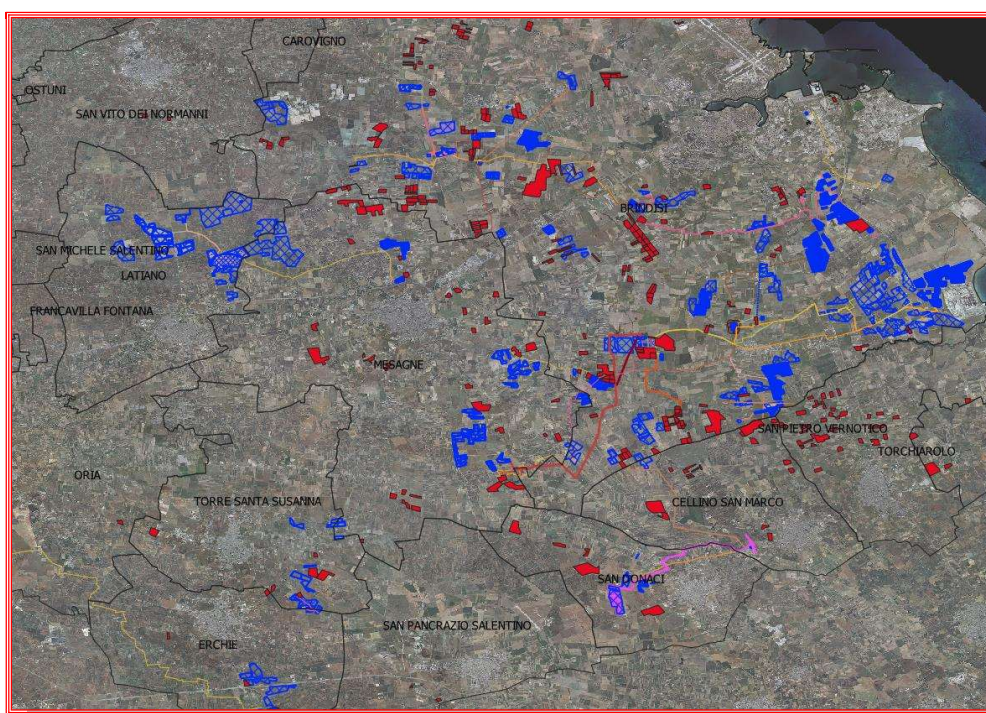 CAROVIGNO
OSTUNI
SAN VITO DEI NORMANNI
BRINDISI
SAN MICHELE SALENTINO
LATIANO
FRANCAVILLA FONTANA
MESAGNE
SAN PIETRO VERNOTICO
TORCHIAROLO
ORIA
TORRE SANTA SUSANNA
CELLINO SAN MARCO
SAN DONACI
SAN PANCRAZIO SALENTINO
ERCHIE